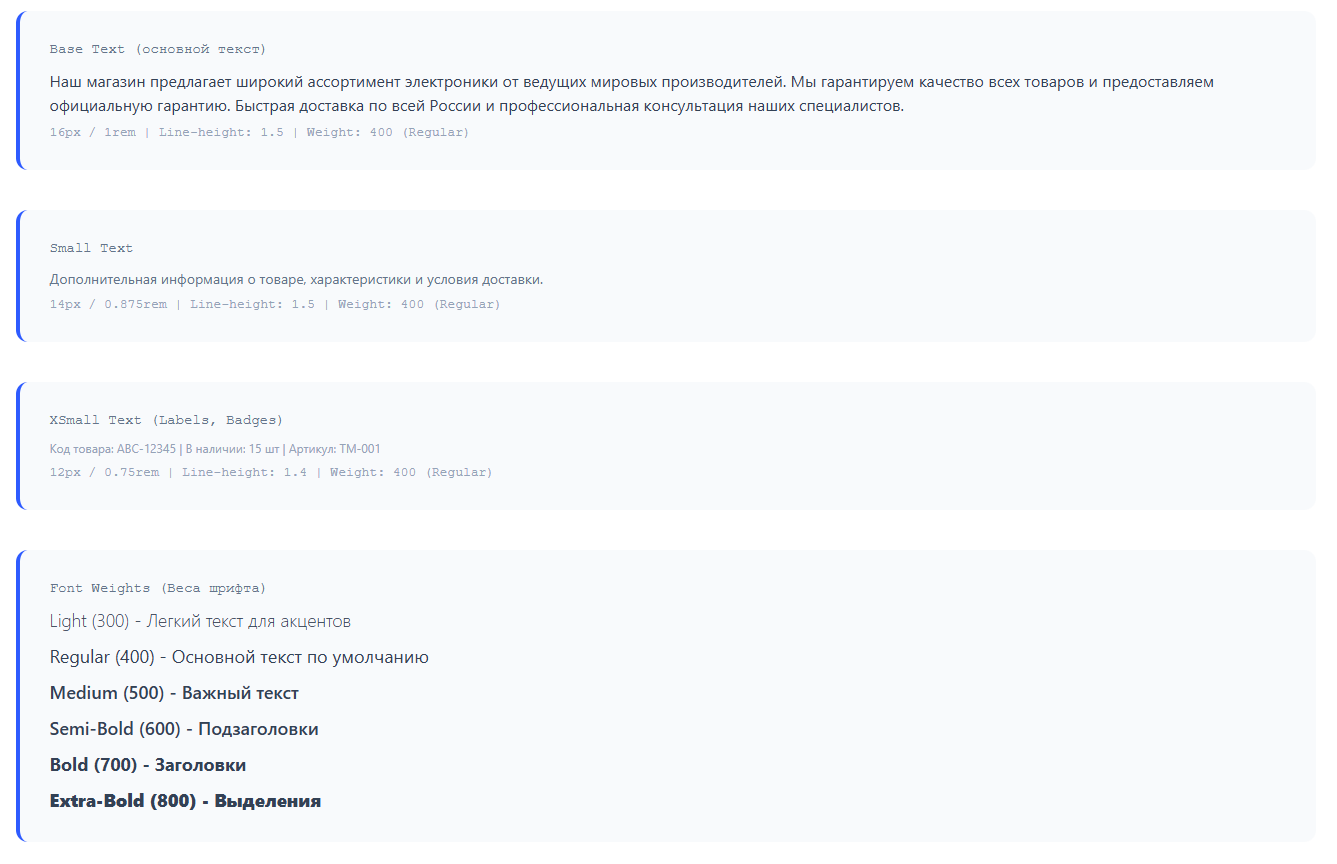 Base Text (основной текст)
Наш магазин предлагает широкий ассортимент электроники от ведущих мировых производителей. Мы гарантируем качество всех товаров и предоставляем
официальную гарантию. Быстрая доставка по всей России и профессиональная консультация наших специалистов.
16px / 1rem | Line-height: 1.5 | Weight: 400 (Regular)
Small Text
Дополнительная информация о товаре, характеристики и условия доставки.
14px / 0.875rem | Line-height: 1.5 | Weight: 400 (Regular)
XSmall Text (Labels, Badges)
Код товара: ABC-12345 | В наличии: 15 шт | Артикул: TM-001
12px / 0.75rem | Line-height: 1.4 | Weight: 400 (Regular)
Font Weights (Веса шрифта)
Light (300) - Легкий текст для акцентов
Regular (400) - Основной текст по умолчанию
Medium (500) - Важный текст
Semi-Bold (600) - Подзаголовки
Bold (700) - Заголовки
Extra-Bold (800) - Выделения